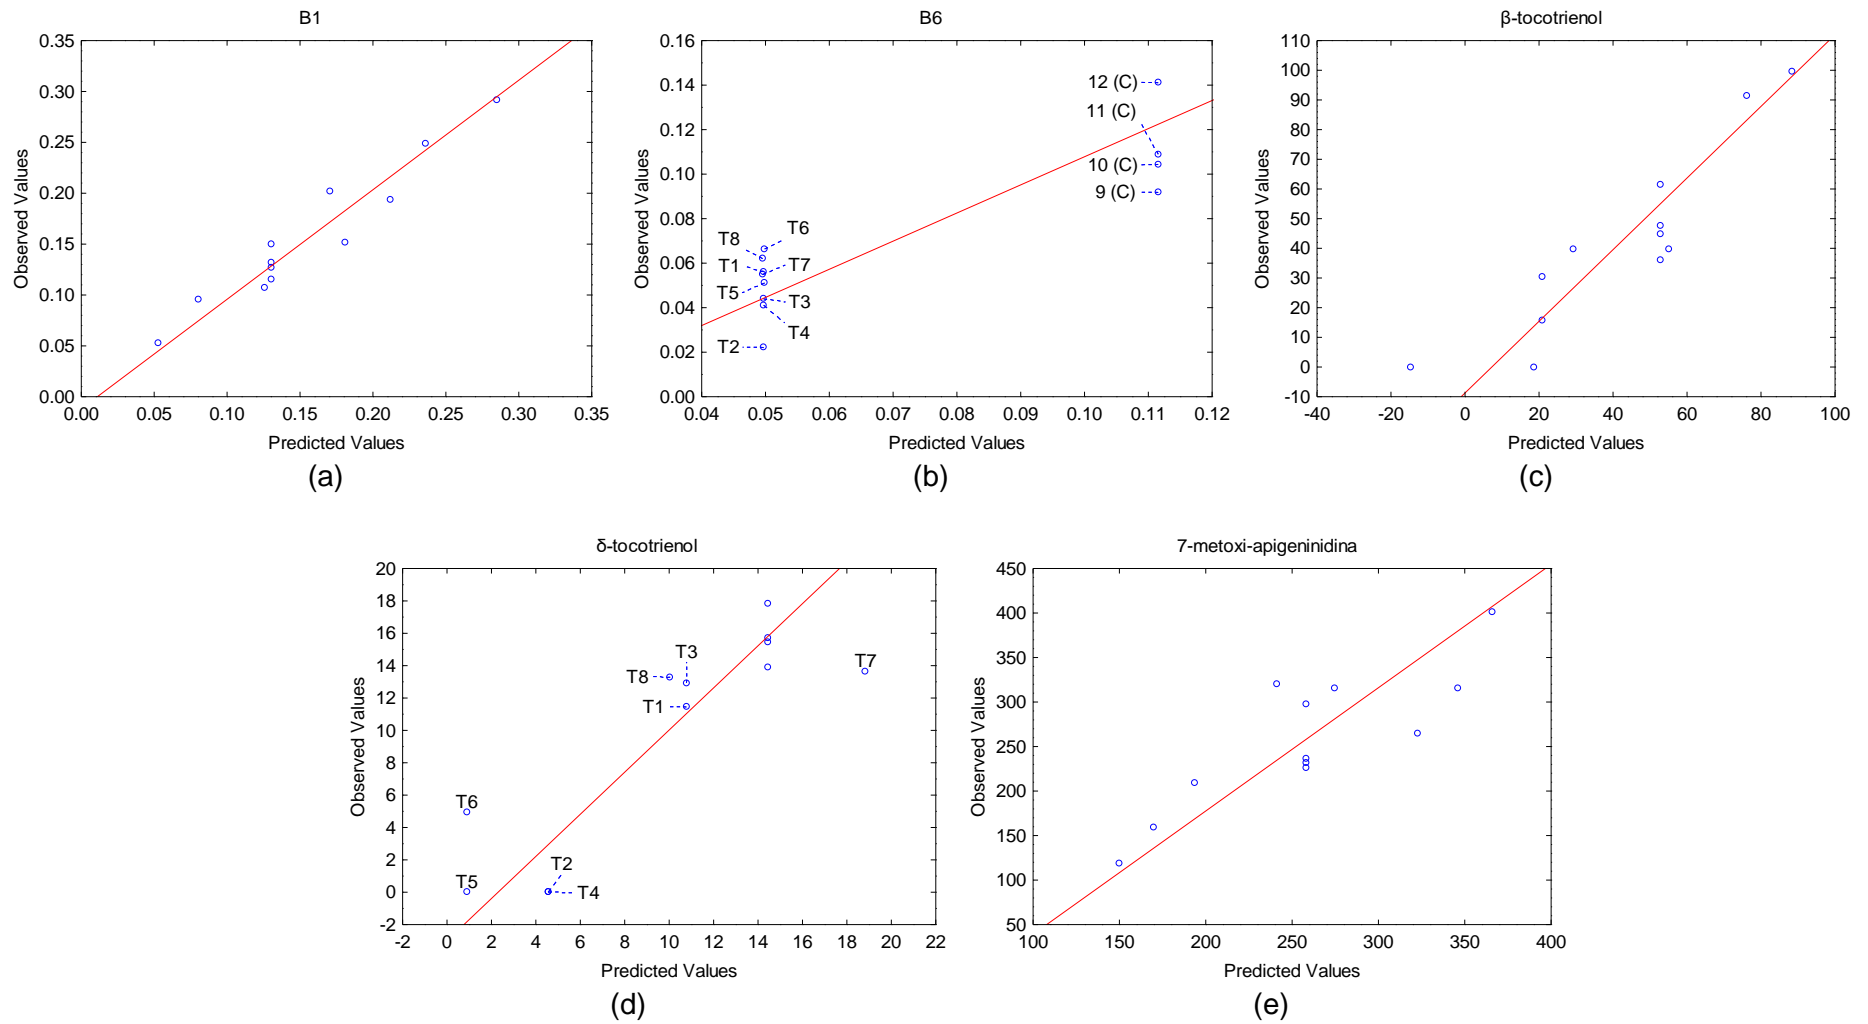 B1
0.35
0.30
0.25
0.20
0.15
0.10
0.05
0.00
Observed Values
0.00 0.05 0.10 0.15 0.20 0.25 0.30 0.35
Predicted Values
(a)
B6
0.16
0.14
0.12
0.10
0.08
0.06
0.04
0.02
0.00
Observed Values
12 (C)
11 (C)
10 (C)
9 (C)
T6
T8
T1
T7
T5
T3
T4
T2
0.04 0.05 0.06 0.07 0.08 0.09 0.10 0.11 0.12
Predicted Values
(b)
β-tocotrienol
110
100
90
80
70
60
50
40
30
20
10
0
-10
Observed Values
-40 -20 0 20 40 60 80 100
Predicted Values
(c)
δ-tocotrienol
20
18
16
14
12
10
8
6
4
2
0
-2
Observed Values
T3
T8
T7
T1
T6
T5
T2
T4
-2 0 2 4 6 8 10 12 14 16 18 20 22
Predicted Values
(d)
7-metoxi-apigeninidina
450
400
350
300
250
200
150
100
50
Observed Values
100 150 200 250 300 350 400
Predicted Values
(e)